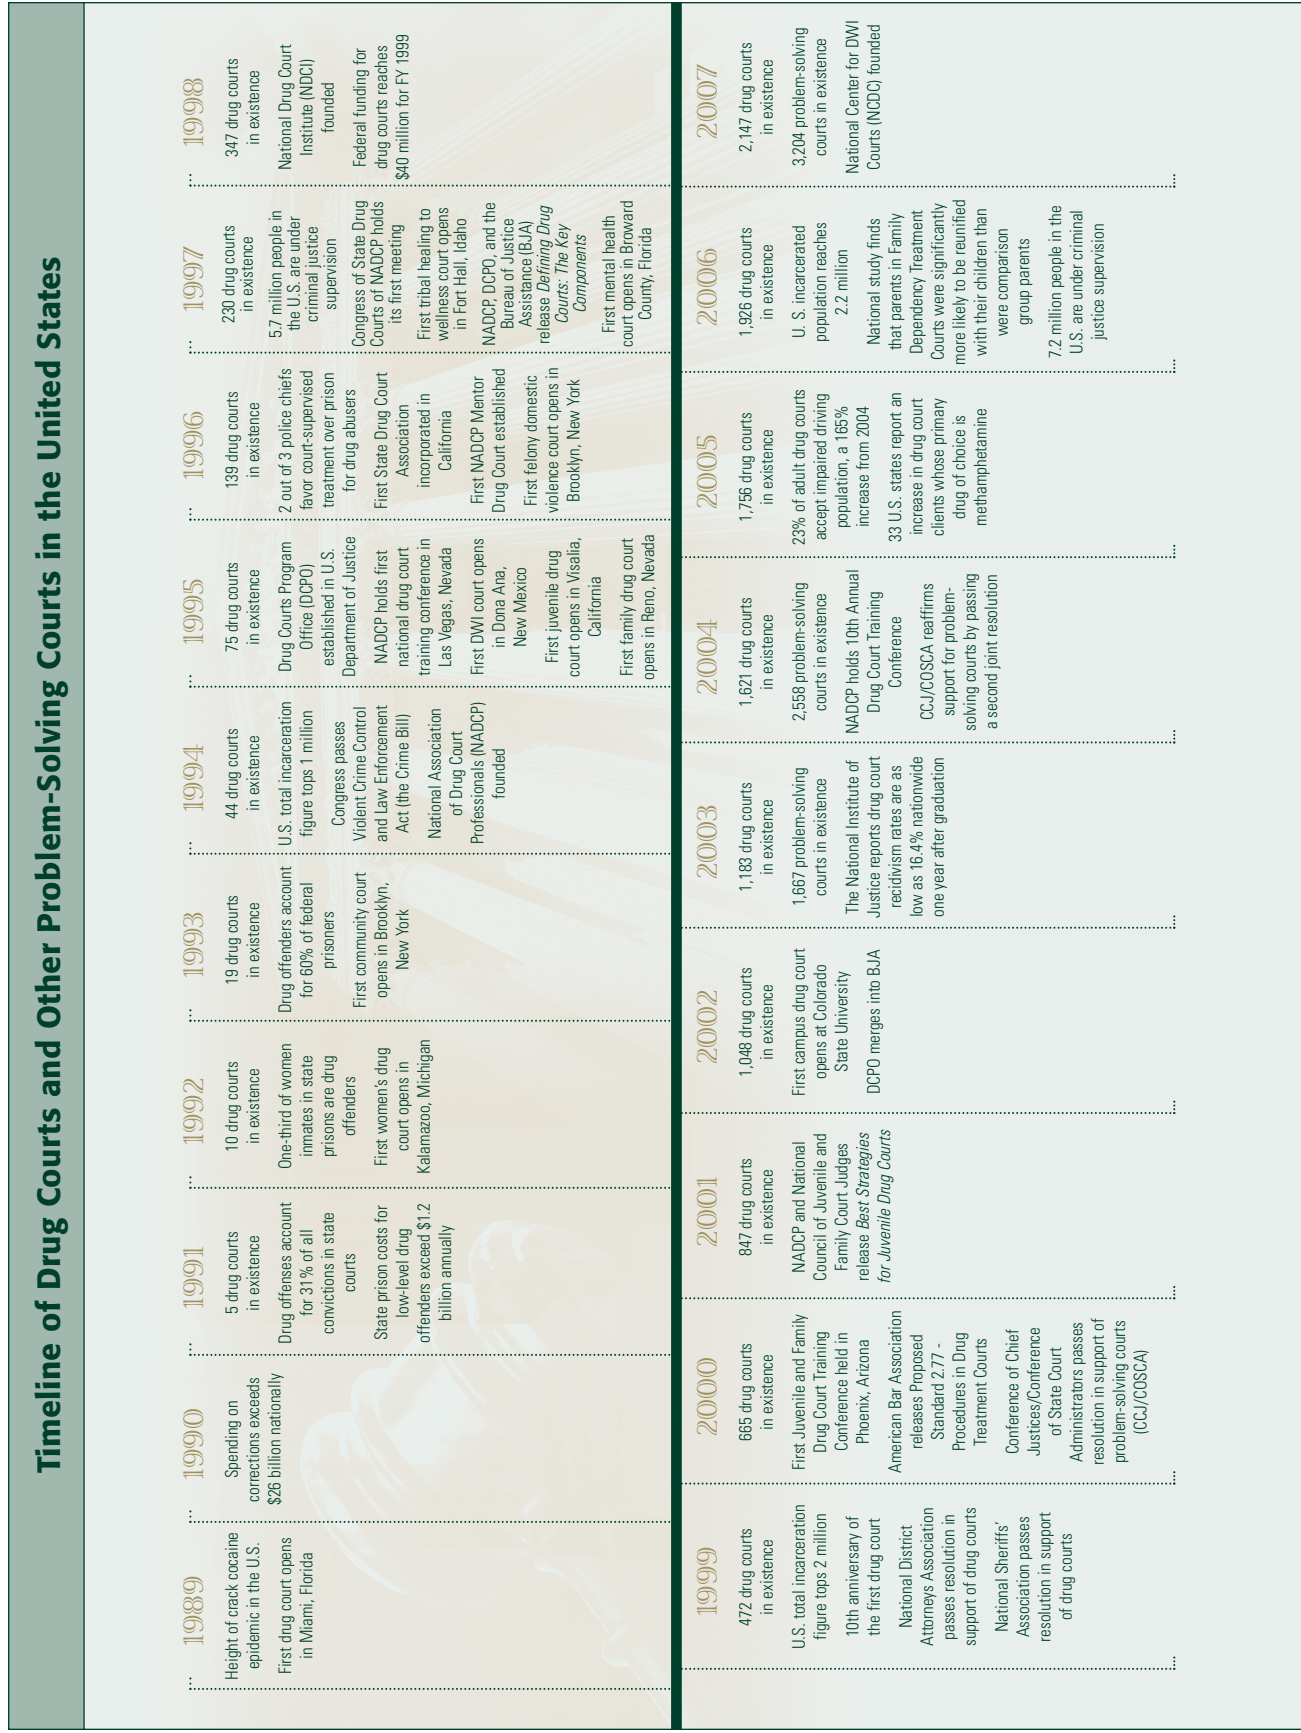 Timeline of Drug Courts and Other Problem-Solving Courts in the United States
1989
Height of crack cocaine
epidemic in the U.S.
First drug court opens
in Miami, Florida
1990
Spending on
corrections exceeds
$26 billion nationally
1991
5 drug courts
in existence
Drug offenses account
for 31% of all
convictions in state
courts
State prison costs for
low-level drug
offenders exceed $1.2
billion annually
1992
10 drug courts
in existence
One-third of women
inmates in state
prisons are drug
offenders
First women's drug
court opens in
Kalamazoo, Michigan
1993
19 drug courts
in existence
Drug offenders account
for 60% of federal
prisoners
First community court
opens in Brooklyn,
New York
1994
44 drug courts
in existence
U.S. total incarceration
figure tops 1 million
Congress passes
Violent Crime Control
and Law Enforcement
Act (the Crime Bill)
National Association
of Drug Court
Professionals (NADCP)
founded
1995
75 drug courts
in existence
Drug Courts Program
Office (DCPO)
established in U.S.
Department of Justice
NADCP holds first
national drug court
training conference in
Las Vegas, Nevada
First DWI court opens
in Dona Ana,
New Mexico
First juvenile drug
court opens in Visalia,
California
First family drug court
opens in Reno, Nevada
1996
139 drug courts
in existence
2 out of 3 police chiefs
favor court-supervised
treatment over prison
for drug abusers
First State Drug Court
Association
incorporated in
California
First NADCP Mentor
Drug Court established
First felony domestic
violence court opens in
Brooklyn, New York
1997
230 drug courts
in existence
5.7 million people in
the U.S. are under
criminal justice
supervision
Congress of State Drug
Courts of NADCP holds
its first meeting
First tribal healing to
wellness court opens
in Fort Hall, Idaho
NADCP, DCPO, and the
Bureau of Justice
Assistance (BJA)
release Defining Drug
Courts: The Key
Components
First mental health
court opens in Broward
County, Florida
1998
347 drug courts
in existence
National Drug Court
Institute (NDCI)
founded
Federal funding for
drug courts reaches
$40 million for FY 1999
1999
472 drug courts
in existence
U.S. total incarceration
figure tops 2 million
10th anniversary of
the first drug court
National District
Attorneys Association
passes resolution in
support of drug courts
National Sheriffs'
Association passes
resolution in support
of drug courts
2000
665 drug courts
in existence
First Juvenile and Family
Drug Court Training
Conference held in
Phoenix, Arizona
American Bar Association
releases Proposed
Standard 2.77 -
Procedures in Drug
Treatment Courts
Conference of Chief
Justices/Conference
of State Court
Administrators passes
resolution in support of
problem-solving courts
(CCJ/COSCA)
2001
847 drug courts
in existence
NADCP and National
Council of Juvenile and
Family Court Judges
release Best Strategies
for Juvenile Drug Courts
2002
1,048 drug courts
in existence
First campus drug court
opens at Colorado
State University
DCPO merges into BJA
2003
1,183 drug courts
in existence
1,667 problem-solving
courts in existence
The National Institute of
Justice reports drug court
recidivism rates are as
low as 16.4% nationwide
one year after graduation
2004
1,621 drug courts
in existence
2,558 problem-solving
courts in existence
NADCP holds 10th Annual
Drug Court Training
Conference
CCJ/COSCA reaffirms
support for problem-
solving courts by passing
a second joint resolution
2005
1,756 drug courts
in existence
23% of adult drug courts
accept impaired driving
population, a 165%
increase from 2004
33 U.S. states report an
increase in drug court
clients whose primary
drug of choice is
methamphetamine
2006
1,926 drug courts
in existence
U. S. incarcerated
population reaches
2.2 million
National study finds
that parents in Family
Dependency Treatment
Courts were significantly
more likely to be reunified
with their children than
were comparison
group parents
7.2 million people in the
U.S. are under criminal
justice supervision
2007
2,147 drug courts
in existence
3,204 problem-solving
courts in existence
National Center for DWI
Courts (NCDC) founded